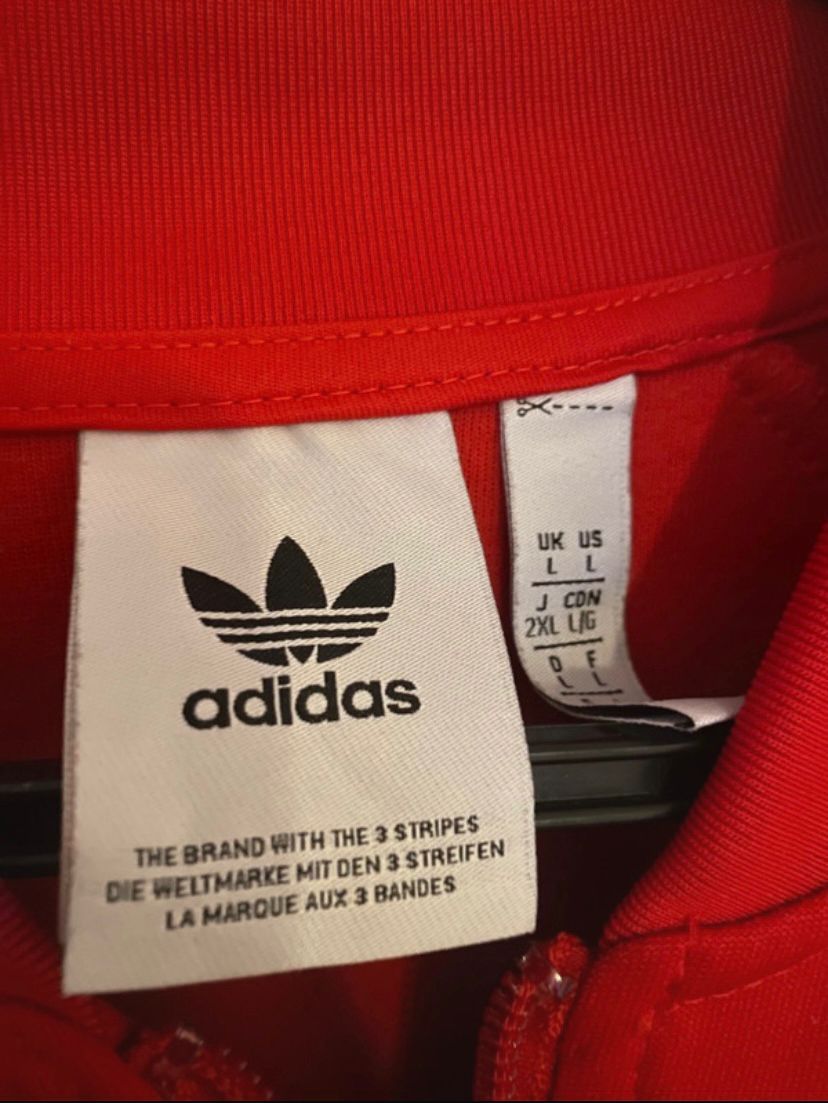 adidas
THE BRAND WITH THE 3 STRIPES
DIE WELTMARKE MIT DEN 3 STREIFEN
LA MARQUE AUX 3 BANDES
UK US
L L
J CDN
2XL L/G
D F
L L